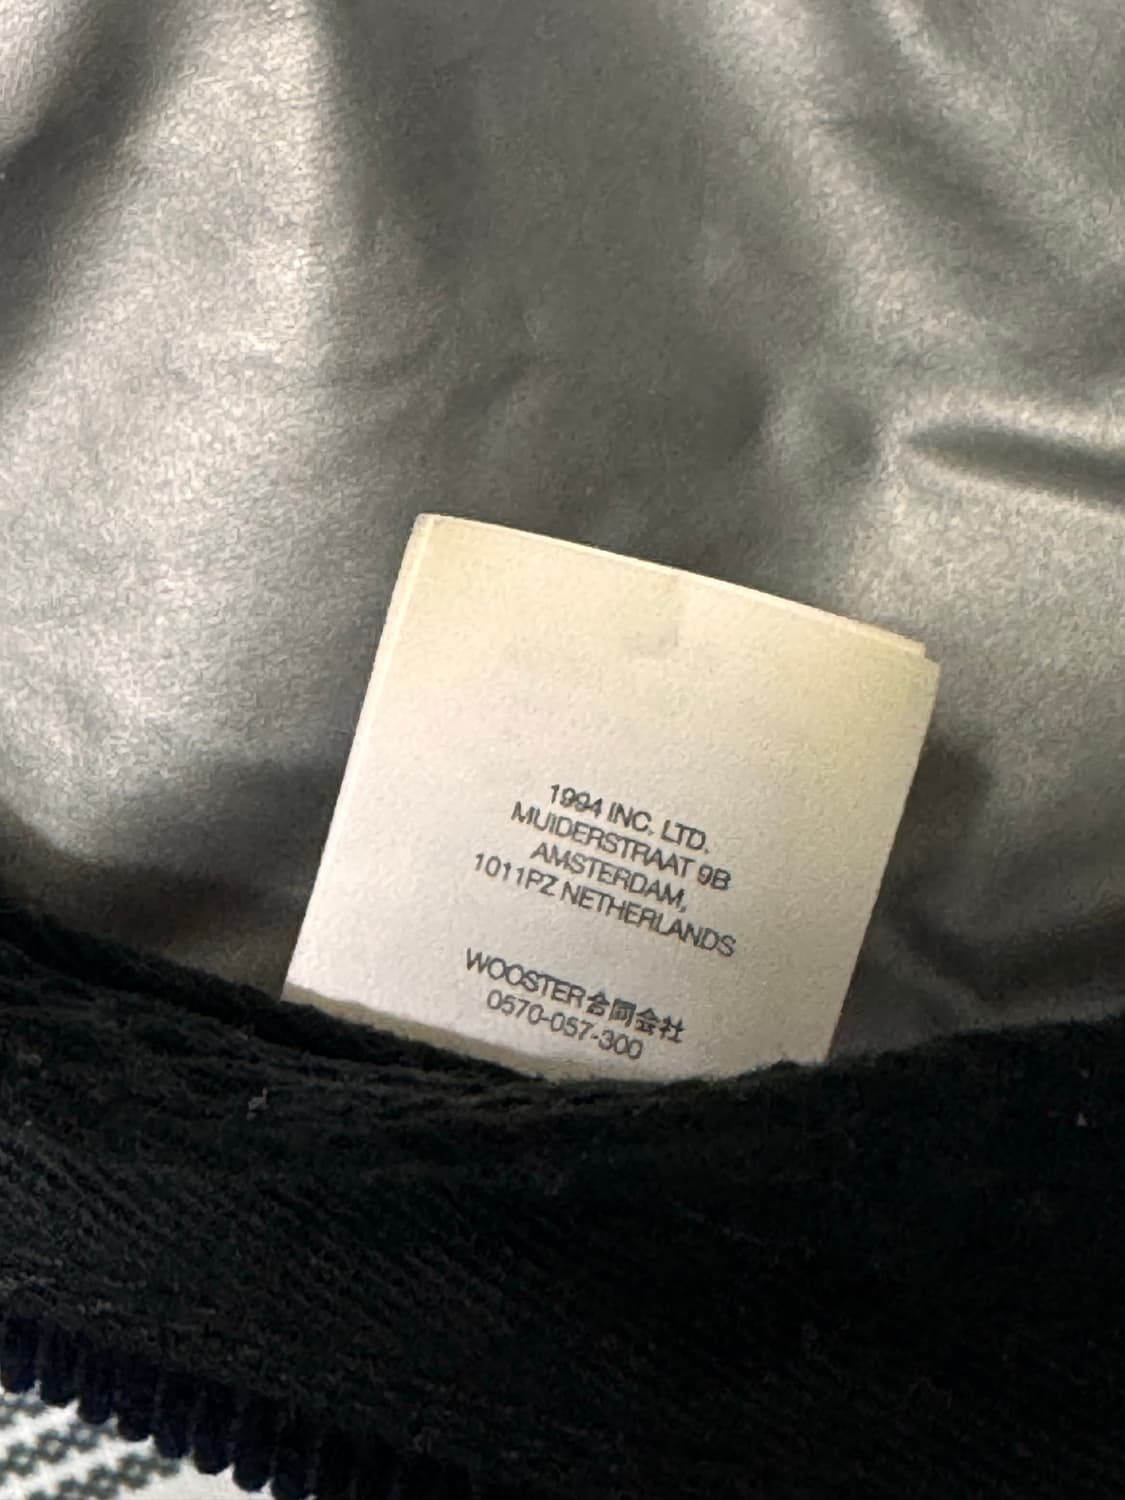 1994 INC. LTD.
MUIDERSTRAAT 9B
AMSTERDAM,
1011PZ NETHERLANDS
WOOSTER合同会社
0570-057-300